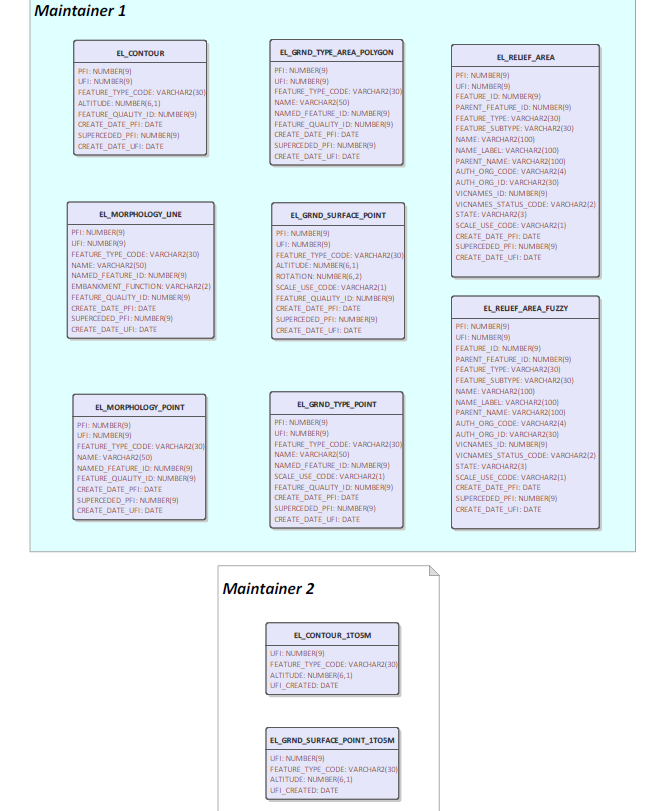 Maintainer 1
EL_CONTOUR
PFI: NUMBER(9)
UFI: NUMBER(9)
FEATURE_TYPE_CODE: VARCHAR2(30)
ALTITUDE: NUMBER(6,1)
FEATURE_QUALITY_ID: NUMBER(9)
CREATE_DATE_PFI: DATE
SUPERCEDED_PFI: NUMBER(9)
CREATE_DATE_UFI: DATE
EL_GRND_TYPE_AREA_POLYGON
PFI: NUMBER(9)
UFI: NUMBER(9)
FEATURE_TYPE_CODE: VARCHAR2(30)
NAME: VARCHAR2(50)
NAMED_FEATURE_ID: NUMBER(9)
FEATURE_QUALITY_ID: NUMBER(9)
CREATE_DATE_PFI: DATE
SUPERCEDED_PFI: NUMBER(9)
CREATE_DATE_UFI: DATE
EL_RELIEF_AREA
PFI: NUMBER(9)
UFI: NUMBER(9)
FEATURE_ID: NUMBER(9)
PARENT_FEATURE_ID: NUMBER(9)
FEATURE_TYPE: VARCHAR2(30)
FEATURE_SUBTYPE: VARCHAR2(30)
NAME: VARCHAR2(100)
NAME_LABEL: VARCHAR2(100)
PARENT_NAME: VARCHAR2(100)
AUTH_ORG_CODE: VARCHAR2(4)
AUTH_ORG_ID: VARCHAR2(30)
VICNAMES_ID: NUMBER(9)
VICNAMES_STATUS_CODE: VARCHAR2(2)
STATE: VARCHAR2(3)
SCALE_USE_CODE: VARCHAR2(1)
CREATE_DATE_PFI: DATE
SUPERCEDED_PFI: NUMBER(9)
CREATE_DATE_UFI: DATE
EL_MORPHOLOGY_LINE
PFI: NUMBER(9)
UFI: NUMBER(9)
FEATURE_TYPE_CODE: VARCHAR2(30)
NAME: VARCHAR2(50)
NAMED_FEATURE_ID: NUMBER(9)
EMBANKMENT_FUNCTION: VARCHAR2(2)
FEATURE_QUALITY_ID: NUMBER(9)
CREATE_DATE_PFI: DATE
SUPERCEDED_PFI: NUMBER(9)
CREATE_DATE_UFI: DATE
EL_GRND_SURFACE_POINT
PFI: NUMBER(9)
UFI: NUMBER(9)
FEATURE_TYPE_CODE: VARCHAR2(30)
ALTITUDE: NUMBER(6,1)
ROTATION: NUMBER(6,2)
SCALE_USE_CODE: VARCHAR2(1)
FEATURE_QUALITY_ID: NUMBER(9)
CREATE_DATE_PFI: DATE
SUPERCEDED_PFI: NUMBER(9)
CREATE_DATE_UFI: DATE
EL_RELIEF_AREA_FUZZY
PFI: NUMBER(9)
UFI: NUMBER(9)
FEATURE_ID: NUMBER(9)
PARENT_FEATURE_ID: NUMBER(9)
FEATURE_TYPE: VARCHAR2(30)
FEATURE_SUBTYPE: VARCHAR2(30)
NAME: VARCHAR2(100)
NAME_LABEL: VARCHAR2(100)
PARENT_NAME: VARCHAR2(100)
AUTH_ORG_CODE: VARCHAR2(4)
AUTH_ORG_ID: VARCHAR2(30)
VICNAMES_ID: NUMBER(9)
VICNAMES_STATUS_CODE: VARCHAR2(2)
STATE: VARCHAR2(3)
SCALE_USE_CODE: VARCHAR2(1)
CREATE_DATE_PFI: DATE
SUPERCEDED_PFI: NUMBER(9)
CREATE_DATE_UFI: DATE
EL_MORPHOLOGY_POINT
PFI: NUMBER(9)
UFI: NUMBER(9)
FEATURE_TYPE_CODE: VARCHAR2(30)
NAME: VARCHAR2(50)
NAMED_FEATURE_ID: NUMBER(9)
FEATURE_QUALITY_ID: NUMBER(9)
CREATE_DATE_PFI: DATE
SUPERCEDED_PFI: NUMBER(9)
CREATE_DATE_UFI: DATE
EL_GRND_TYPE_POINT
PFI: NUMBER(9)
UFI: NUMBER(9)
FEATURE_TYPE_CODE: VARCHAR2(30)
NAME: VARCHAR2(50)
NAMED_FEATURE_ID: NUMBER(9)
SCALE_USE_CODE: VARCHAR2(1)
FEATURE_QUALITY_ID: NUMBER(9)
CREATE_DATE_PFI: DATE
SUPERCEDED_PFI: NUMBER(9)
CREATE_DATE_UFI: DATE
Maintainer 2
EL_CONTOUR_1TO5M
UFI: NUMBER(9)
FEATURE_TYPE_CODE: VARCHAR2(30)
ALTITUDE: NUMBER(6,1)
UFI_CREATED: DATE
EL_GRND_SURFACE_POINT_1TO5M
UFI: NUMBER(9)
FEATURE_TYPE_CODE: VARCHAR2(30)
ALTITUDE: NUMBER(6,1)
UFI_CREATED: DATE